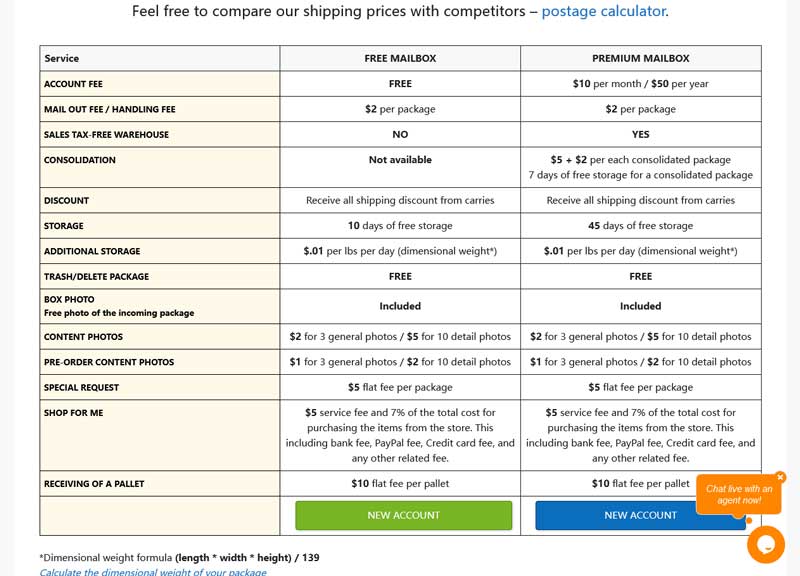 Feel free to compare our shipping prices with competitors – postage calculator.
Service FREE MAILBOX PREMIUM MAILBOX
ACCOUNT FEE FREE $10 per month / $50 per year
MAIL OUT FEE / HANDLING FEE $2 per package $2 per package
SALES TAX-FREE WAREHOUSE NO YES
CONSOLIDATION Not available $5 + $2 per each consolidated package
7 days of free storage for a consolidated package
DISCOUNT Receive all shipping discount from carries Receive all shipping discount from carries
STORAGE 10 days of free storage 45 days of free storage
ADDITIONAL STORAGE $.01 per lbs per day (dimensional weight*) $.01 per lbs per day (dimensional weight*)
TRASH/DELETE PACKAGE FREE FREE
BOX PHOTO
Free photo of the incoming package Included Included
CONTENT PHOTOS $2 for 3 general photos / $5 for 10 detail photos $2 for 3 general photos / $5 for 10 detail photos
PRE-ORDER CONTENT PHOTOS $1 for 3 general photos / $2 for 10 detail photos $1 for 3 general photos / $2 for 10 detail photos
SPECIAL REQUEST $5 flat fee per package $5 flat fee per package
SHOP FOR ME $5 service fee and 7% of the total cost for $5 service fee and 7% of the total cost for
purchasing the items from the store. This purchasing the items from the store. This
including bank fee, PayPal fee, Credit card fee, and including bank fee, PayPal fee, Credit card fee, and
any other related fee. any other related fee.
RECEIVING OF A PALLET $10 flat fee per pallet $10 flat fee per pallet
Chat live with an
agent now!
NEW ACCOUNT NEW ACCOUNT
*Dimensional weight formula (length * width * height) / 139
Calculate the dimensional weight of your package